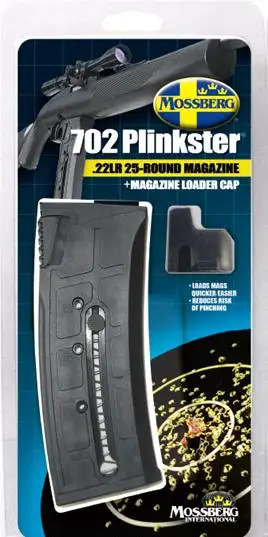 MOSSBERG
702 Plinkster®
.22LR 25-ROUND MAGAZINE
+MAGAZINE LOADER CAP
• LOADS MAGS
QUICKER EASIER
• REDUCES RISK
OF PINCHING
MOSSBERG
INTERNATIONAL